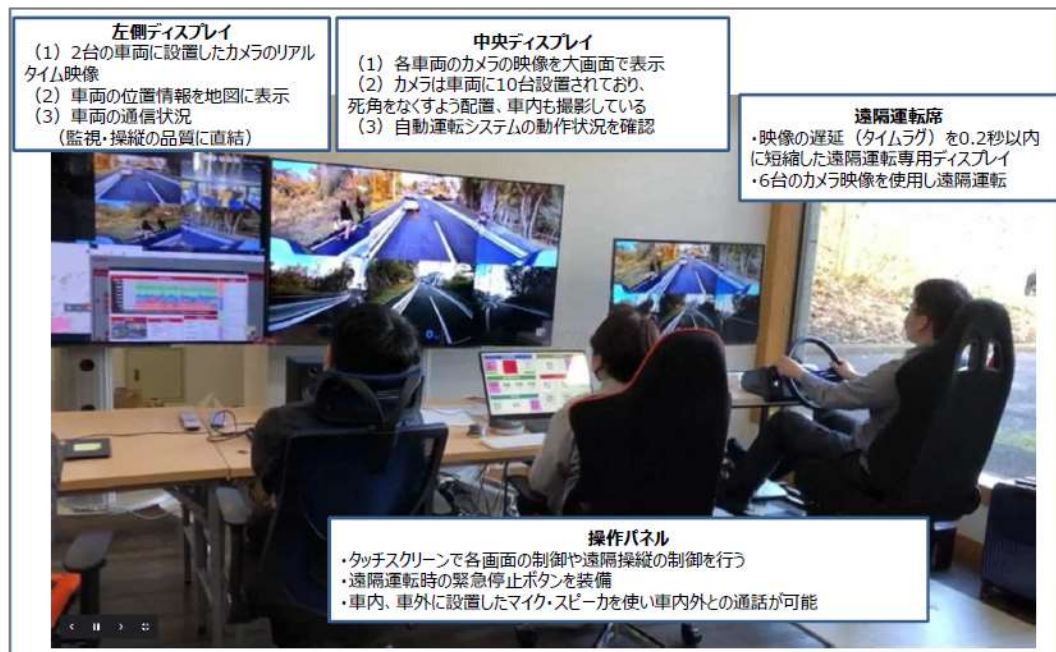 左側ディスプレイ
（1）2台の車両に設置したカメラのリアル
タイム映像
（2）車両の位置情報を地図に表示
（3）車両の通信状況
（監視・操縦の品質に直結）
中央ディスプレイ
（1）各車両のカメラの映像を大画面で表示
（2）カメラは車両に10台設置されており、
死角をなくすよう配置、車内も撮影している
（3）自動運転システムの動作状況を確認
遠隔運転席
・映像の遅延（タイムラグ）を0.2秒以内
に短縮した遠隔運転専用ディスプレイ
・6台のカメラ映像を使用し遠隔運転
操作パネル
・タッチスクリーンで各画面の制御や遠隔操縦の制御を行う
・遠隔運転時の緊急停止ボタンを装備
・車内、車外に設置したマイク・スピーカを使い車内外との通話が可能